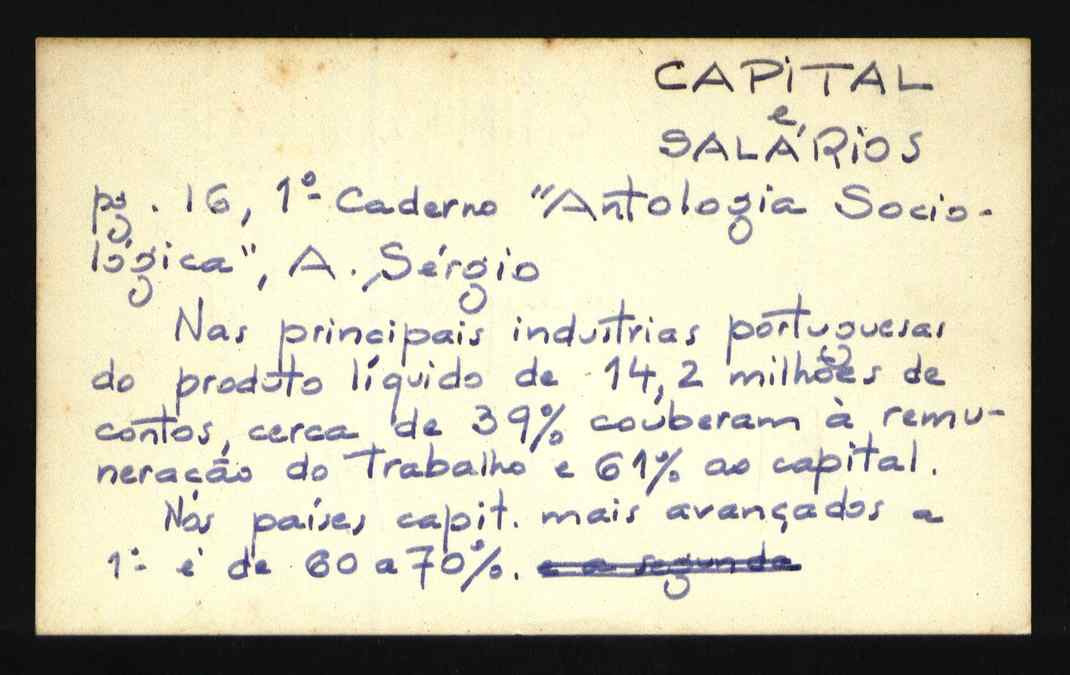 CAPITAL
e
SALÁRIOS
pg. 16, 1º Caderno "Antologia Socio-
lógica", A. Sérgio
Nas principais industrias portuguesas
do produto líquido de 14,2 milhões de
contos, cerca de 39% couberam à remu-
neração do trabalho e 61% ao capital.
Nos países capit. mais avançados a
1ª é de 60 a 70%. e a segunda